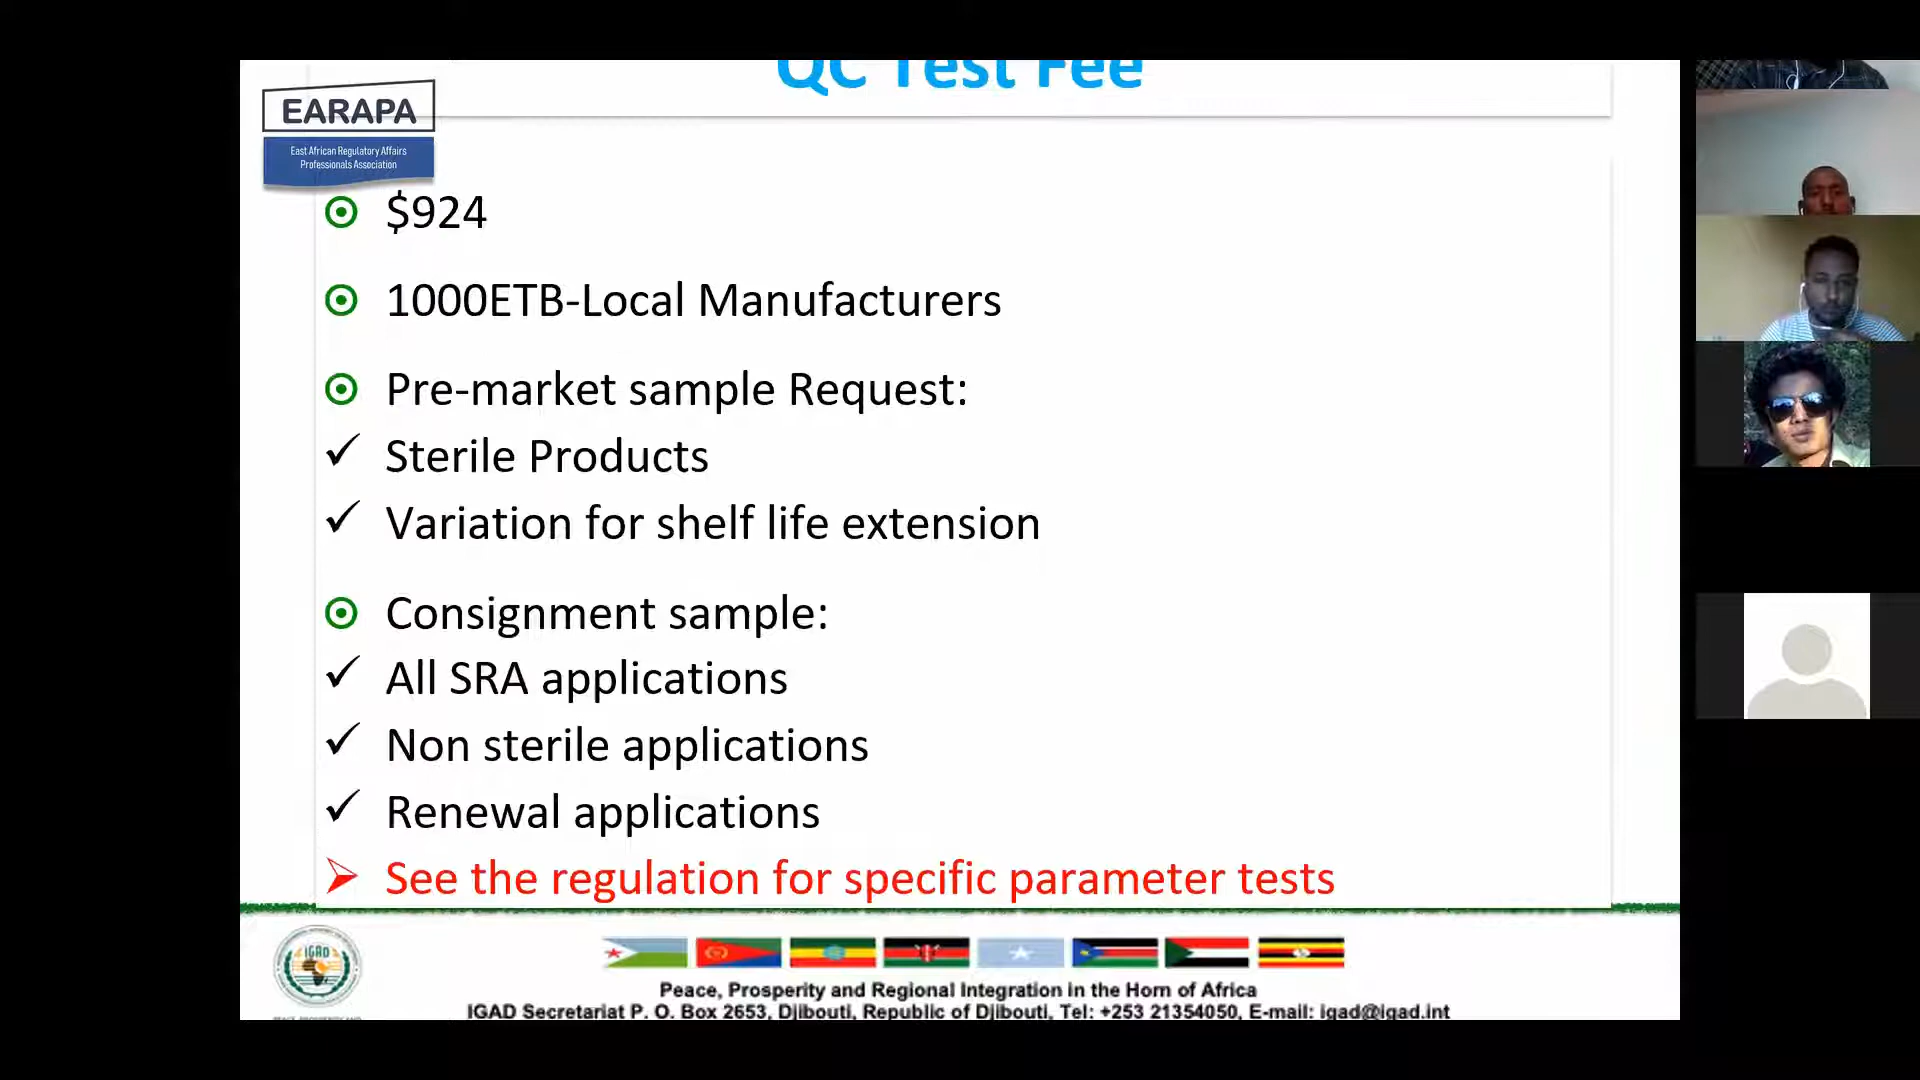 QC Test Fee
EARAPA
East African Regulatory Affairs
Professionals Association
$924
1000ETB-Local Manufacturers
Pre-market sample Request:
Sterile Products
Variation for shelf life extension
Consignment sample:
All SRA applications
Non sterile applications
Renewal applications
See the regulation for specific parameter tests
IGAD
Peace, Prosperity and Regional Integration in the Horn of Africa
IGAD Secretariat P. O. Box 2653, Djibouti, Republic of Djibouti, Tel: +253 21354050, E-mail: igad@igad.int